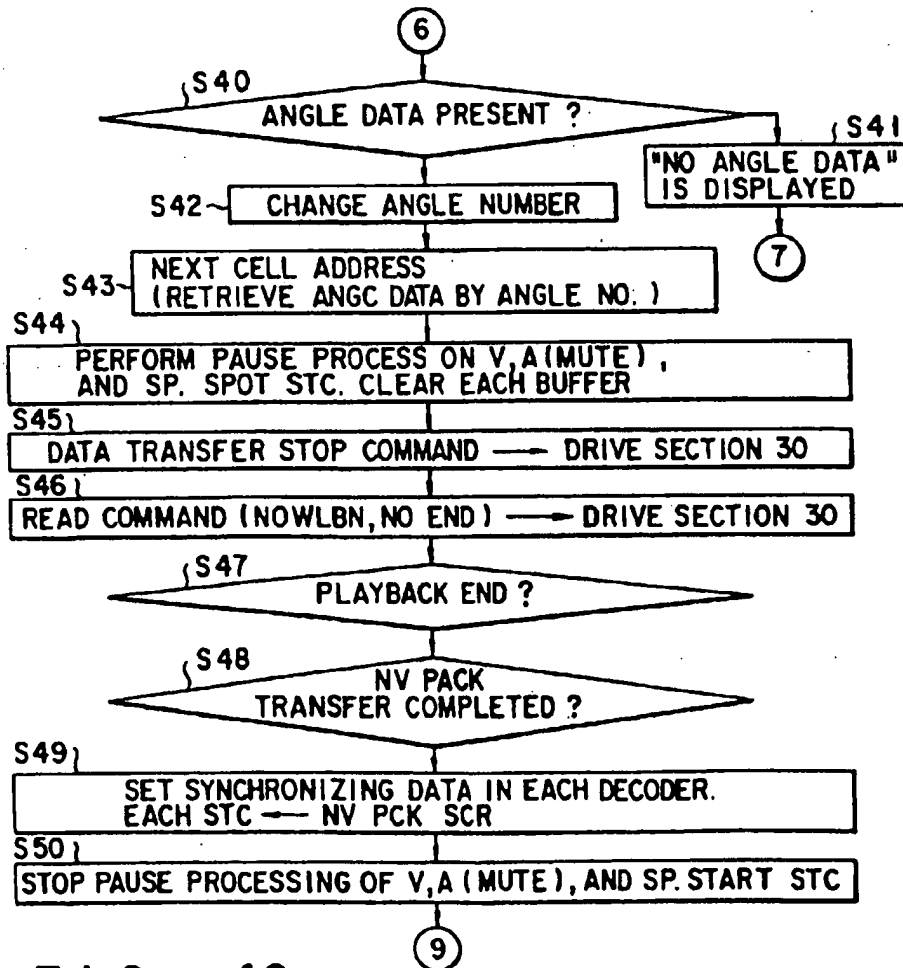 6
S40
ANGLE DATA PRESENT ?
S41
"NO ANGLE DATA"
IS DISPLAYED
7
S42
CHANGE ANGLE NUMBER
S43
NEXT CELL ADDRESS
(RETRIEVE ANGC DATA BY ANGLE NO. )
S44
PERFORM PAUSE PROCESS ON V,A(MUTE),
AND SP. SPOT STC. CLEAR EACH BUFFER
S45
DATA TRANSFER STOP COMMAND → DRIVE SECTION 30
S46
READ COMMAND (NOWLBN,NO END) → DRIVE SECTION 30
S47
PLAYBACK END ?
S48
NV PACK
TRANSFER COMPLETED ?
S49
SET SYNCHRONIZING DATA IN EACH DECODER.
EACH STC ← NV PCK SCR
S50
STOP PAUSE PROCESSING OF V,A (MUTE), AND SP. START STC
9